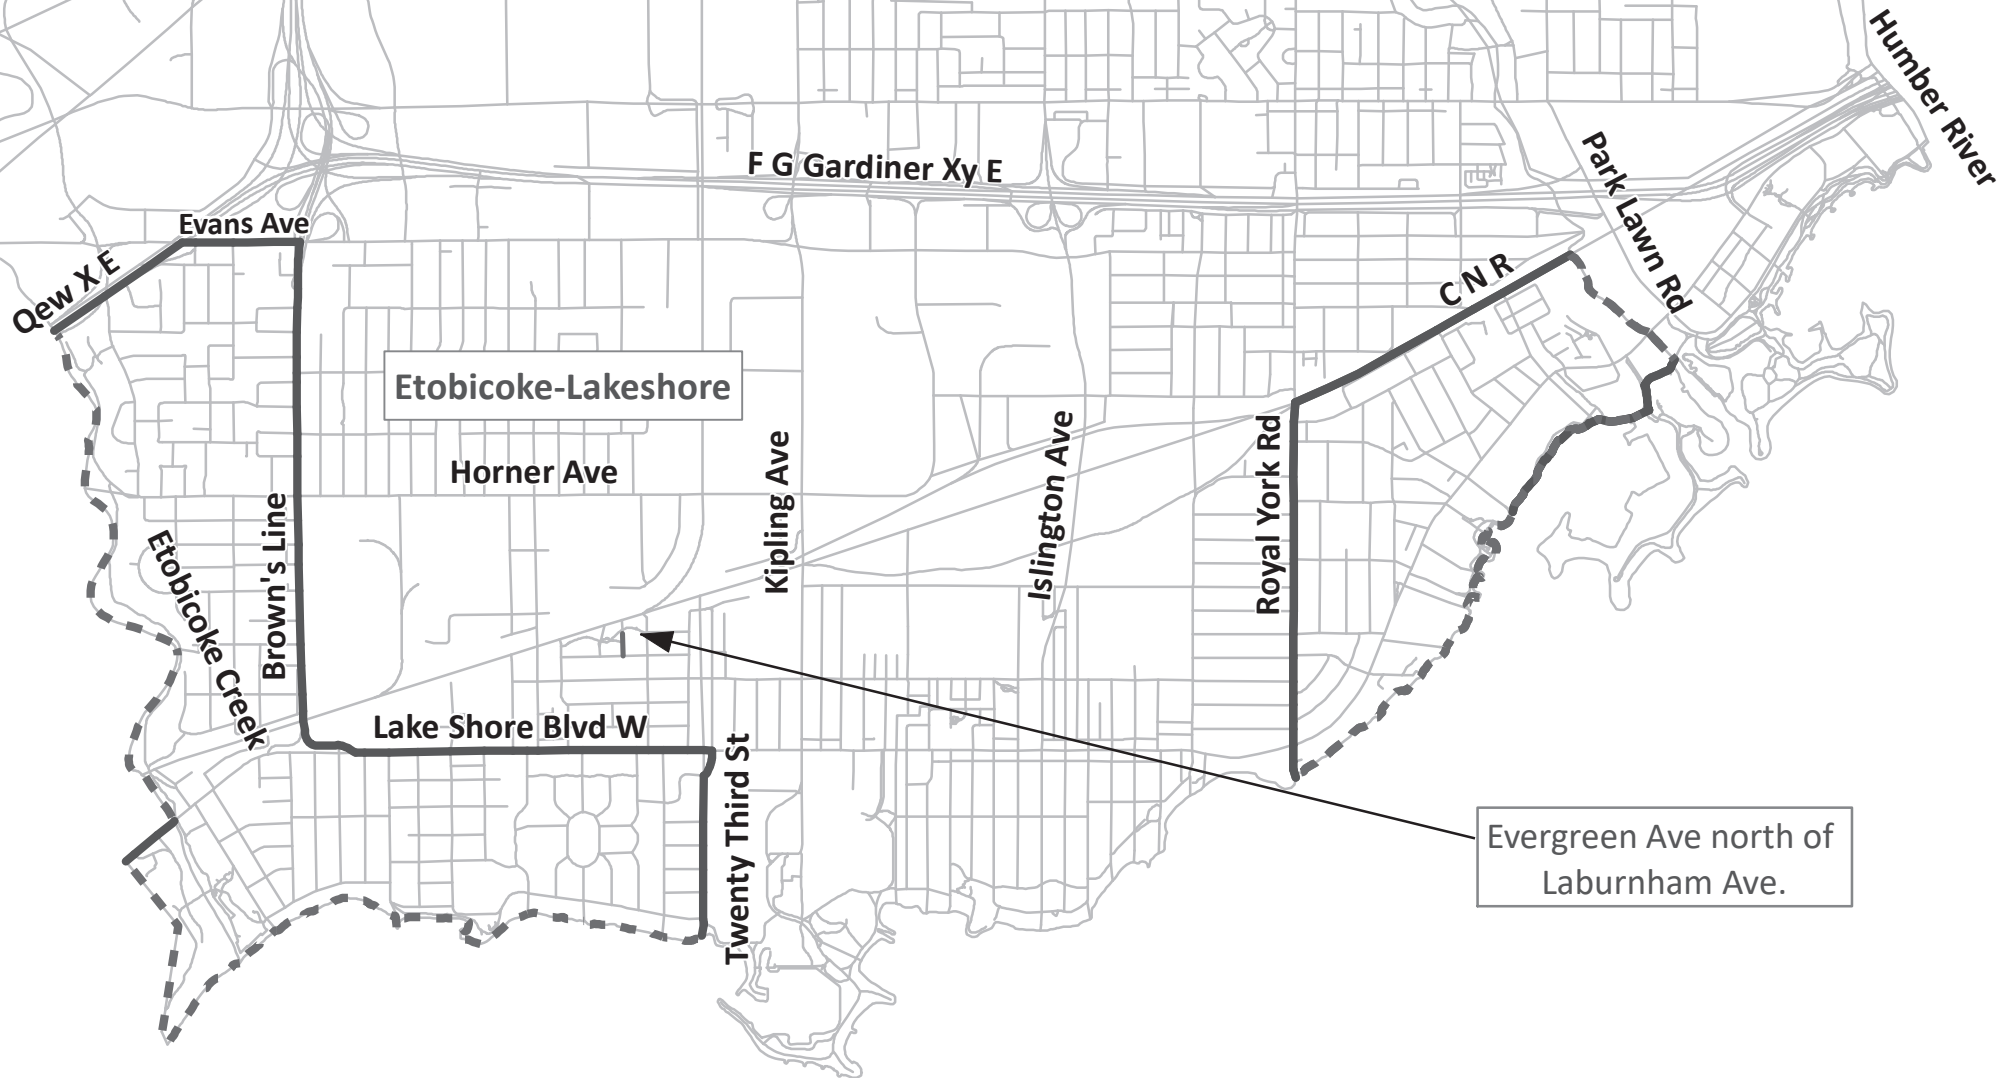 Humber River
F G Gardiner Xy E
Park Lawn Rd
Evans Ave
Qew X E
C N R
Etobicoke-Lakeshore
Horner Ave
Kipling Ave
Islington Ave
Royal York Rd
Brown's Line
Etobicoke Creek
Lake Shore Blvd W
Twenty Third St
Evergreen Ave north of
Laburnham Ave.